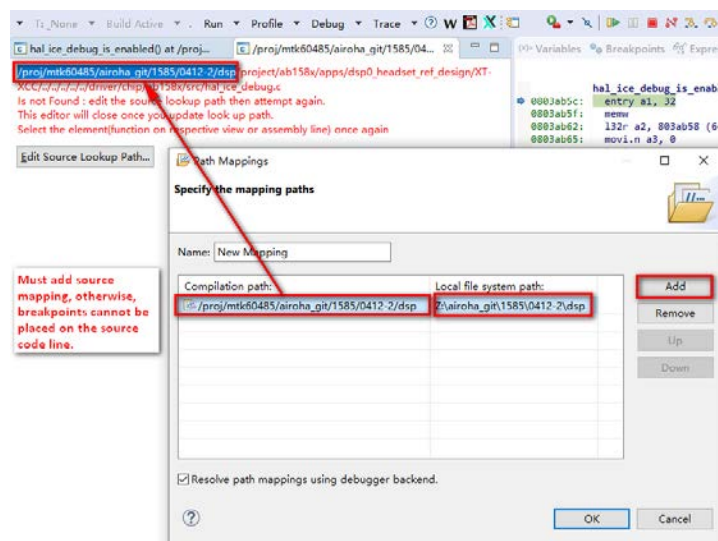 T:_None Build Active Run Profile Debug Trace
hal_ice_debug_is_enabled() at /proj...
/proj/mtk60485/airoha_git/1585/04...
Variables Breakpoints Expre
/proj/mtk60485/airoha_git/1585/0412-2/dsp/project/ab158x/apps/dsp0_headset_ref_design/XT-
XCC/../../../../../driver/chip/ab158x/src/hal_ice_debug.c
Is not Found : edit the source lookup path then attempt again.
This editor will close once you update look up path.
Select the element(function on respective view or assembly line) once again
Edit Source Lookup Path...
hal_ice_debug_is_enab
0803ab5c: entry a1, 32
0803ab5f: memw
0803ab62: l32r a2, 803ab58 (6
0803ab65: movi.n a3, 0
Path Mappings
Specify the mapping paths
Name: New Mapping
Compilation path: Local file system path:
/proj/mtk60485/airoha_git/1585/0412-2/dsp Z:\airoha_git\1585\0412-2\dsp
Add
Remove
Up
Down
Must add source
mapping, otherwise,
breakpoints cannot be
placed on the source
code line.
Resolve path mappings using debugger backend.
OK Cancel